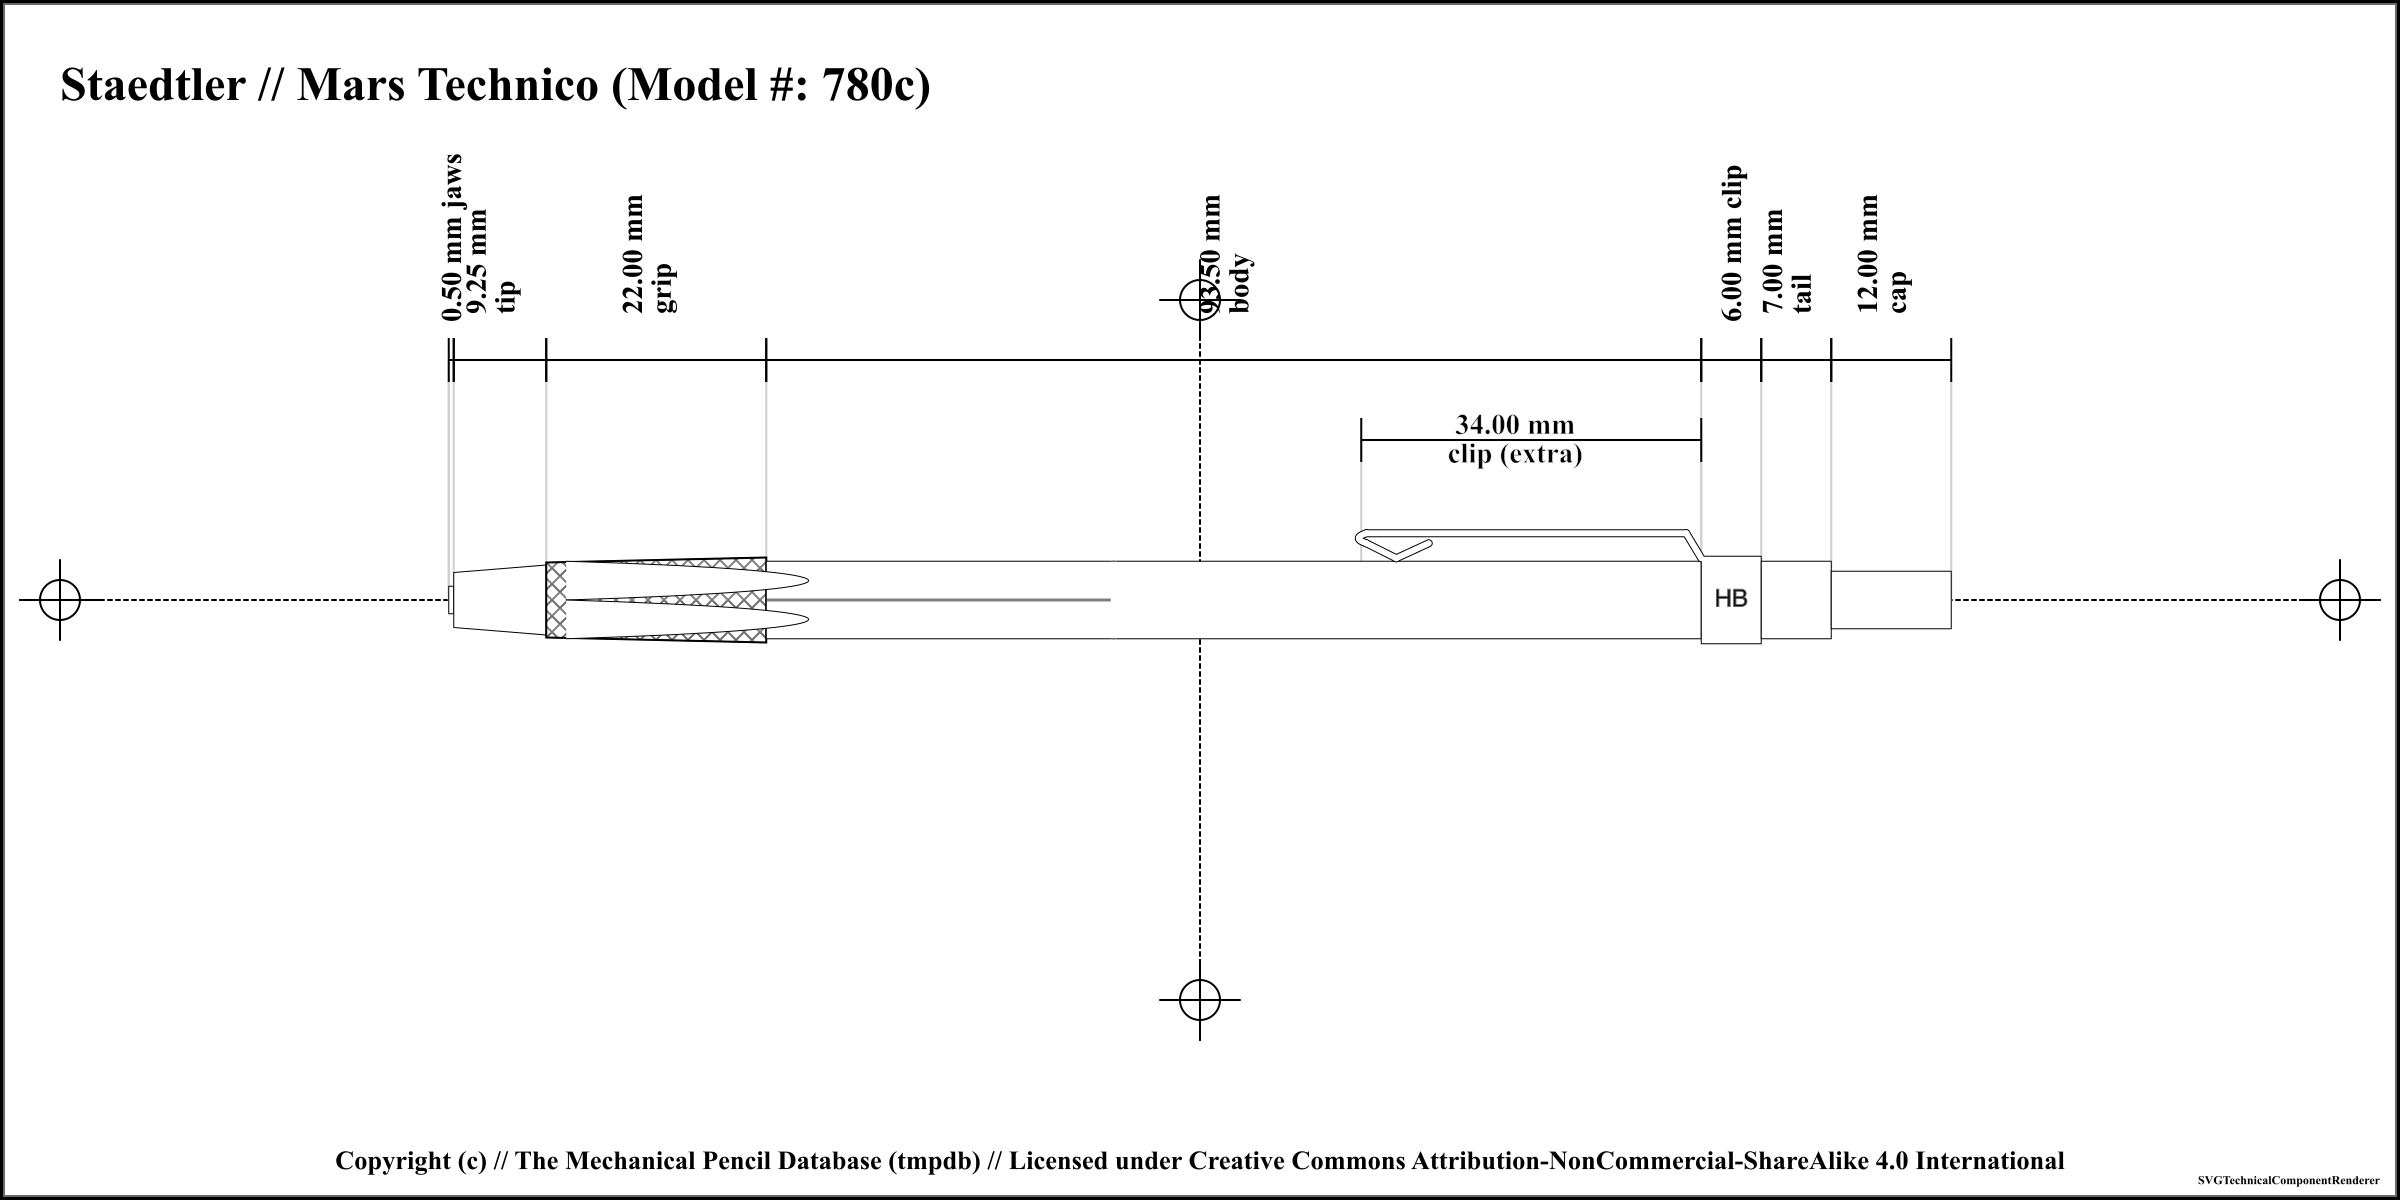 Staedtler // Mars Technico (Model #: 780c)
0.50 mm jaws
9.25 mm
tip
22.00 mm
grip
93.50 mm
body
6.00 mm clip
7.00 mm
tail
12.00 mm
cap
34.00 mm
clip (extra)
HB
Copyright (c) // The Mechanical Pencil Database (tmpdb) // Licensed under Creative Commons Attribution-NonCommercial-ShareAlike 4.0 International
SVGTechnicalComponentRenderer